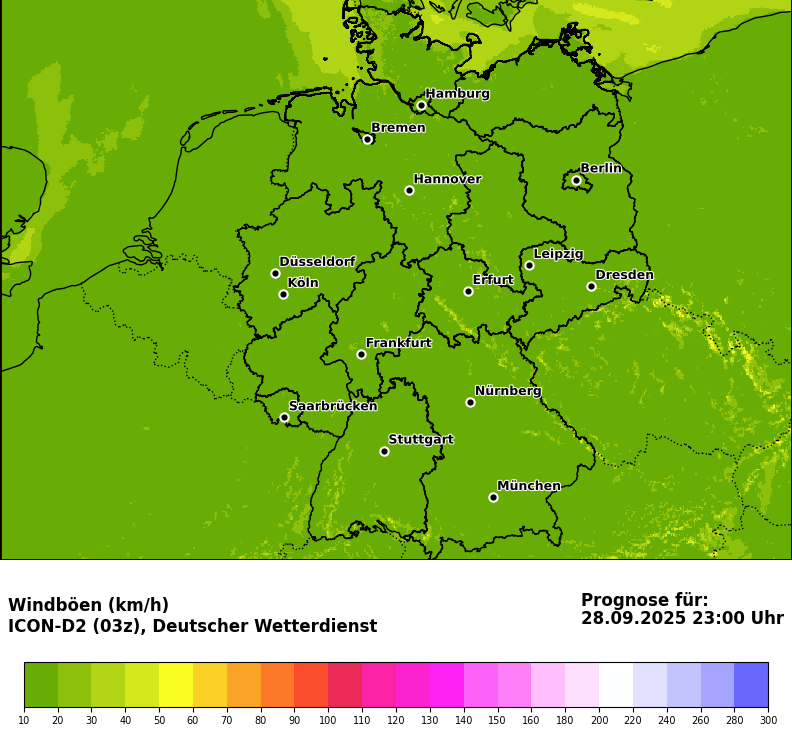 Hamburg
Bremen
Berlin
Hannover
Leipzig
Düsseldorf
Dresden
Köln
Erfurt
Frankfurt
Nürnberg
Saarbrücken
Stuttgart
München
Windböen (km/h)
ICON-D2 (03z), Deutscher Wetterdienst
Prognose für:
28.09.2025 23:00 Uhr
10 20 30 40 50 60 70 80 90 100 110 120 130 140 150 160 180 200 220 240 260 280 300